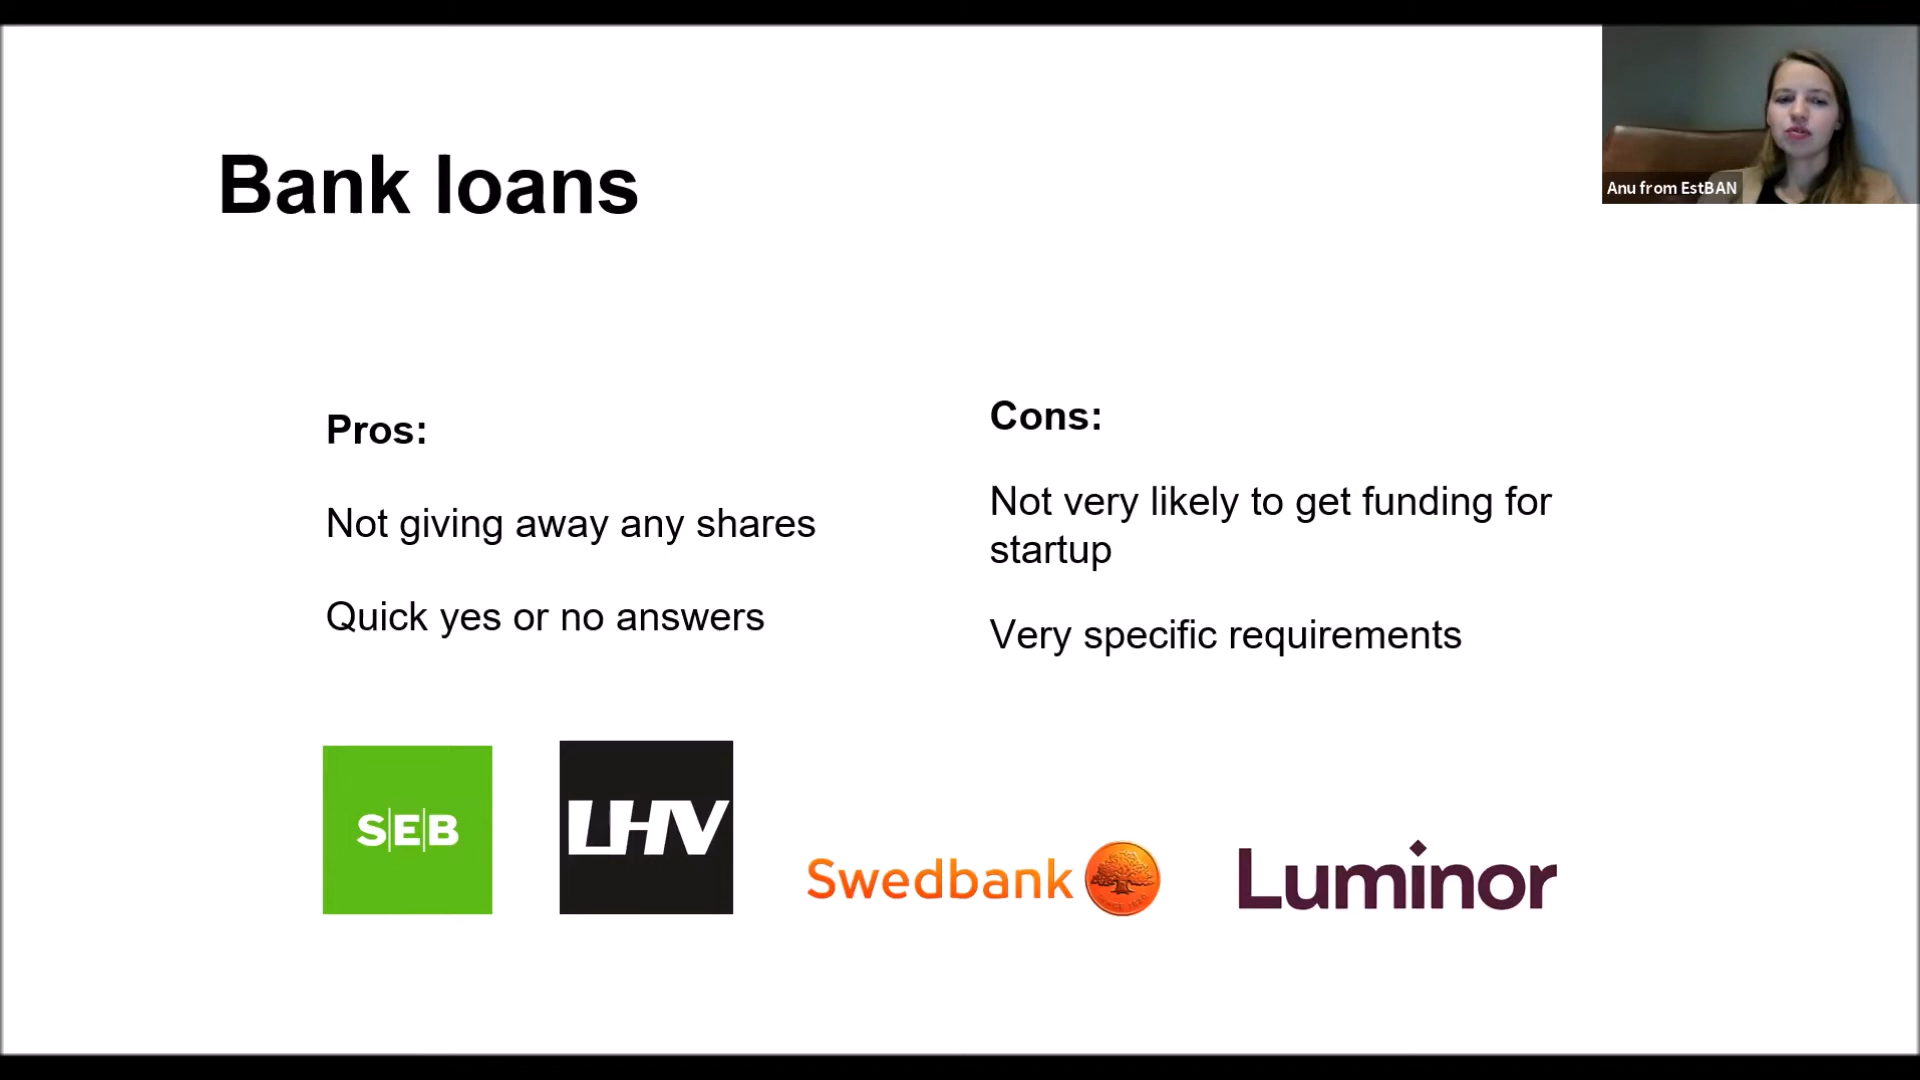 Anu from EstBAN
Bank loans
Pros:
Not giving away any shares
Quick yes or no answers
Cons:
Not very likely to get funding for
startup
Very specific requirements
S|E|B
LHV
Swedbank
Luminor